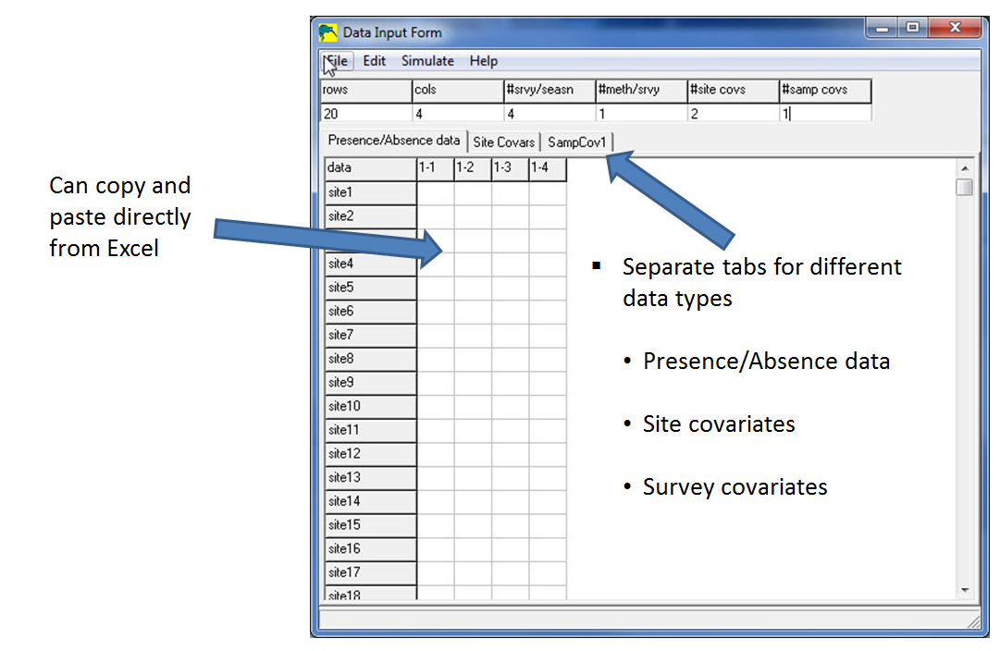 Data Input Form
File Edit Simulate Help
rows cols #srvy/seasn #meth/srvy #site covs #samp covs
20 4 4 1 2 1
Presence/Absence data Site Covars SampCov1
data 1-1 1-2 1-3 1-4
site1
site2
site4
site5
site6
site7
site8
site9
site10
site11
site12
site13
site14
site15
site16
site17
site18
Can copy and
paste directly
from Excel
▪ Separate tabs for different
data types
• Presence/Absence data
• Site covariates
• Survey covariates